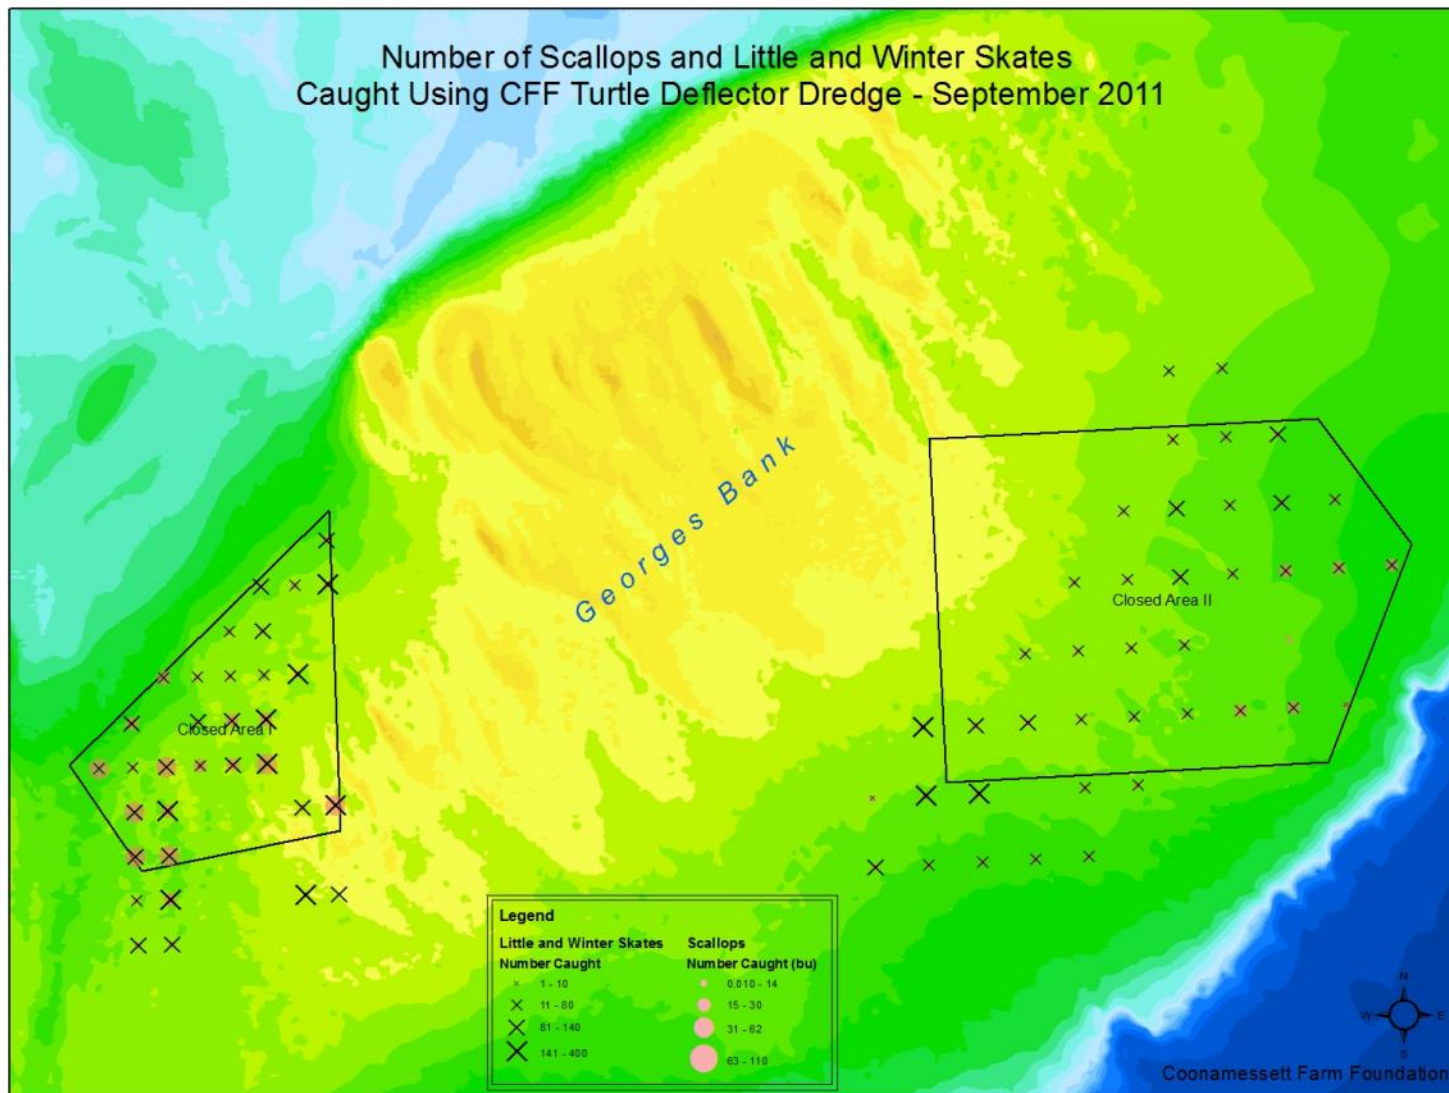 Number of Scallops and Little and Winter Skates
Caught Using CFF Turtle Deflector Dredge - September 2011
Georges Bank
Closed Area II
Closed Area I
Legend
Little and Winter Skates
Number Caught
1 - 10
11 - 80
81 - 140
141 - 400
Scallops
Number Caught (bu)
0.010 - 14
15 - 30
31 - 62
63 - 110
N
W E
S
Coonamessett Farm Foundation